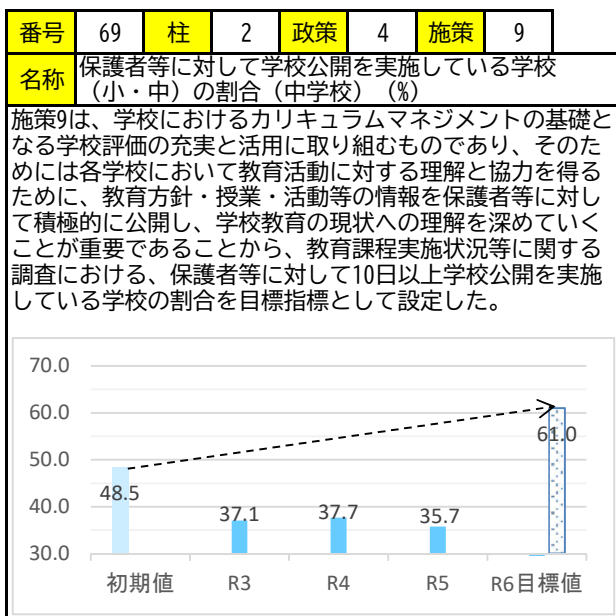 番号 69 柱 2 政策 4 施策 9
名称 保護者等に対して学校公開を実施している学校
（小・中）の割合（中学校）（%）
施策9は、学校におけるカリキュラムマネジメントの基礎と
なる学校評価の充実と活用に取り組むものであり、そのた
めには各学校において教育活動に対する理解と協力を得る
ために、教育方針・授業・活動等の情報を保護者等に対し
て積極的に公開し、学校教育の現状への理解を深めていく
ことが重要であることから、教育課程実施状況等に関する
調査における、保護者等に対して10日以上学校公開を実施
している学校の割合を目標指標として設定した。
70.0
60.0
50.0
40.0
30.0
48.5
37.1
37.7
35.7
61.0
初期値 R3 R4 R5 R6目標値